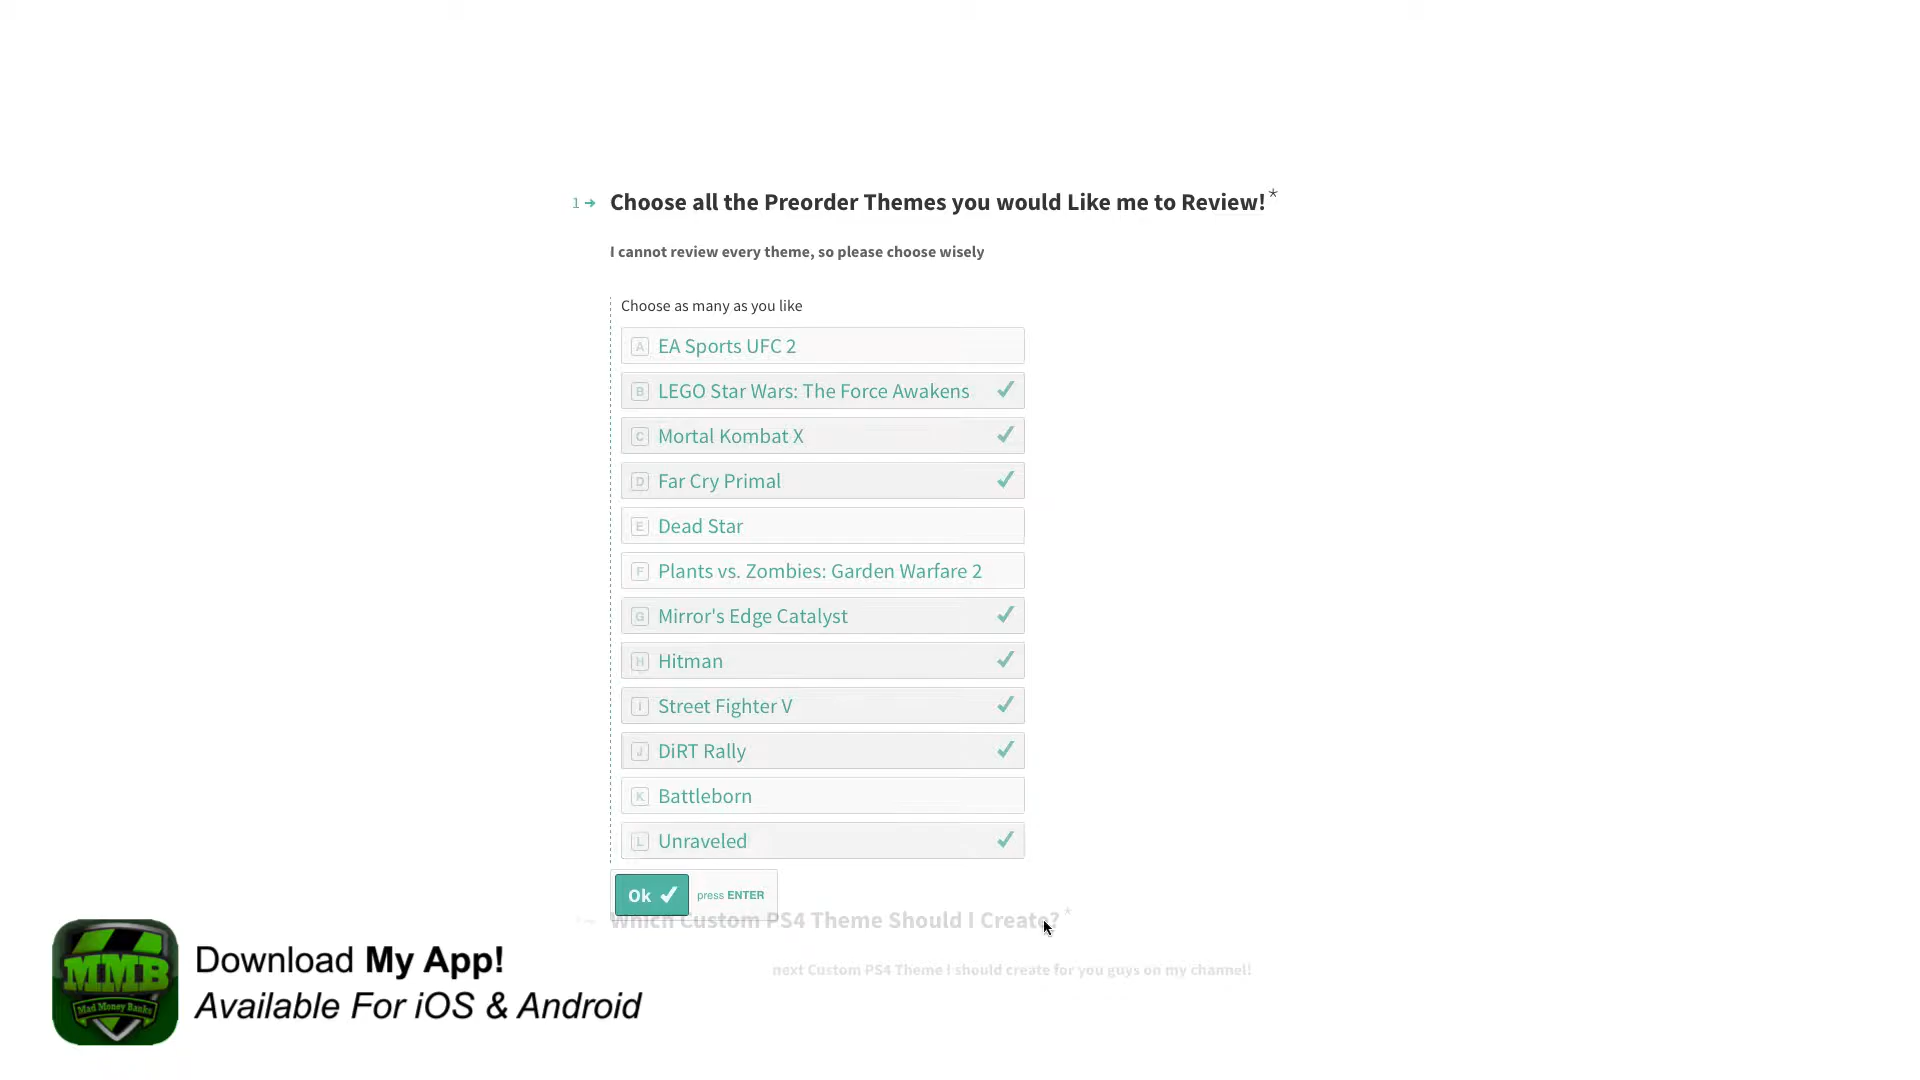 1 → Choose all the Preorder Themes you would Like me to Review!*
I cannot review every theme, so please choose wisely
Choose as many as you like
A EA Sports UFC 2
B LEGO Star Wars: The Force Awakens
C Mortal Kombat X
D Far Cry Primal
E Dead Star
F Plants vs. Zombies: Garden Warfare 2
G Mirror's Edge Catalyst
H Hitman
I Street Fighter V
J DiRT Rally
K Battleborn
L Unraveled
Ok press ENTER
Which Custom PS4 Theme Should I Create?*
next Custom PS4 Theme I should create for you guys on my channel!
MMB
Mad Money Banks
Download My App!
Available For iOS & Android